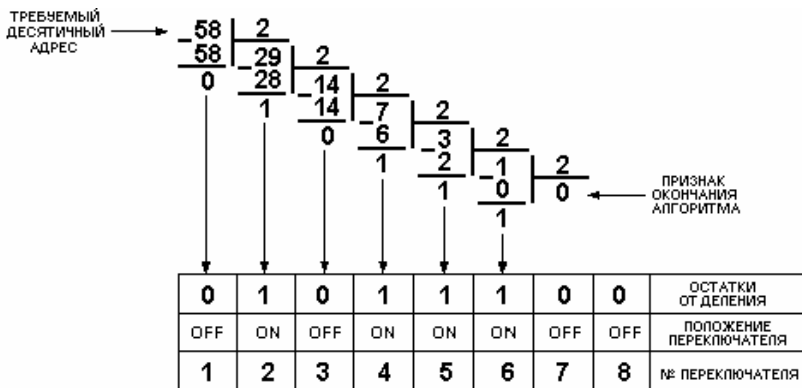 ТРЕБУЕМЫЙ
ДЕСЯТИЧНЫЙ
АДРЕС
-58 2
58 -29 2
0 28 -14 2
1 14 -7 2
0 6 -3 2
1 2 -1 2
1 0 0
1
ПРИЗНАК
ОКОНЧАНИЯ
АЛГОРИТМА
0 1 0 1 1 1 0 0 ОСТАТКИ
ОТ ДЕЛЕНИЯ
OFF ON OFF ON ON ON OFF OFF ПОЛОЖЕНИЕ
ПЕРЕКЛЮЧАТЕЛЯ
1 2 3 4 5 6 7 8 № ПЕРЕКЛЮЧАТЕЛЯ